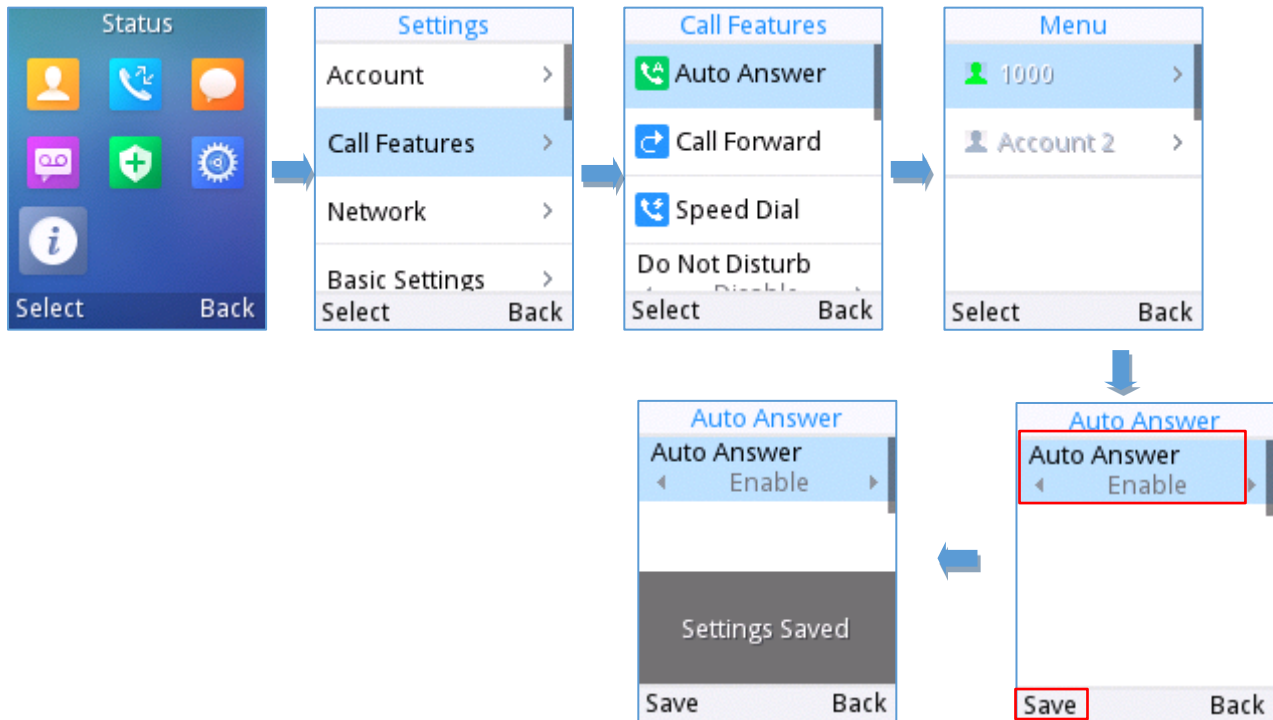 Status
Select Back
Settings
Account
Call Features
Network
Basic Settings
Select Back
Call Features
Auto Answer
Call Forward
Speed Dial
Do Not Disturb
Disable
Select Back
Menu
1000
Account 2
Select Back
Auto Answer
Auto Answer
Enable
Save Back
Auto Answer
Auto Answer
Enable
Settings Saved
Save Back